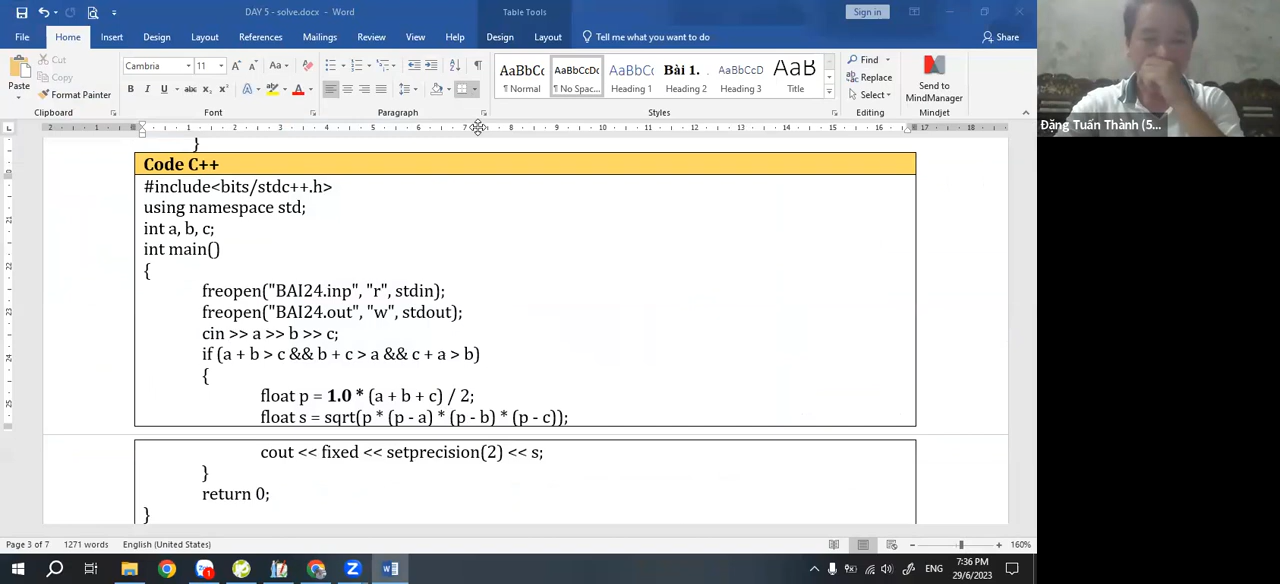 DAY 5 - solve.docx - Word
Table Tools
Sign in
File
Home
Insert
Design
Layout
References
Mailings
Review
View
Help
Design
Layout
Tell me what you want to do
Share
Paste
Cut
Copy
Format Painter
Clipboard
Cambria
11
Font
Paragraph
AaBbCc
¶ Normal
AaBbCcDc
¶ No Spac...
AaBbCc
Heading 1
Bài 1.
Heading 2
AaBbCcD
Heading 3
AaB
Title
Styles
Find
Replace
Select
Editing
Send to
MindManager
Mindjet
Đặng Tuấn Thành (5...
}
Code C++
#include<bits/stdc++.h>
using namespace std;
int a, b, c;
int main()
{
freopen("BAI24.inp", "r", stdin);
freopen("BAI24.out", "w", stdout);
cin >> a >> b >> c;
if (a + b > c && b + c > a && c + a > b)
{
float p = 1.0 * (a + b + c) / 2;
float s = sqrt(p * (p - a) * (p - b) * (p - c));
cout << fixed << setprecision(2) << s;
}
return 0;
}
Page 3 of 7
1271 words
English (United States)
160%
ENG
7:36 PM
29/6/2023